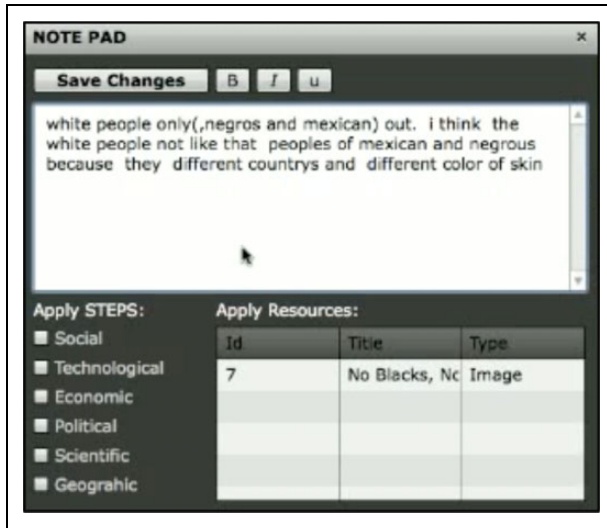 NOTE PAD ×
Save Changes B I u
white people only(,negros and mexican) out. i think the
white people not like that peoples of mexican and negrous
because they different countrys and different color of skin
Apply STEPS: Apply Resources:
Social
Technological
Economic
Political
Scientific
Geograhic
Id Title Type
7 No Blacks, Nc Image